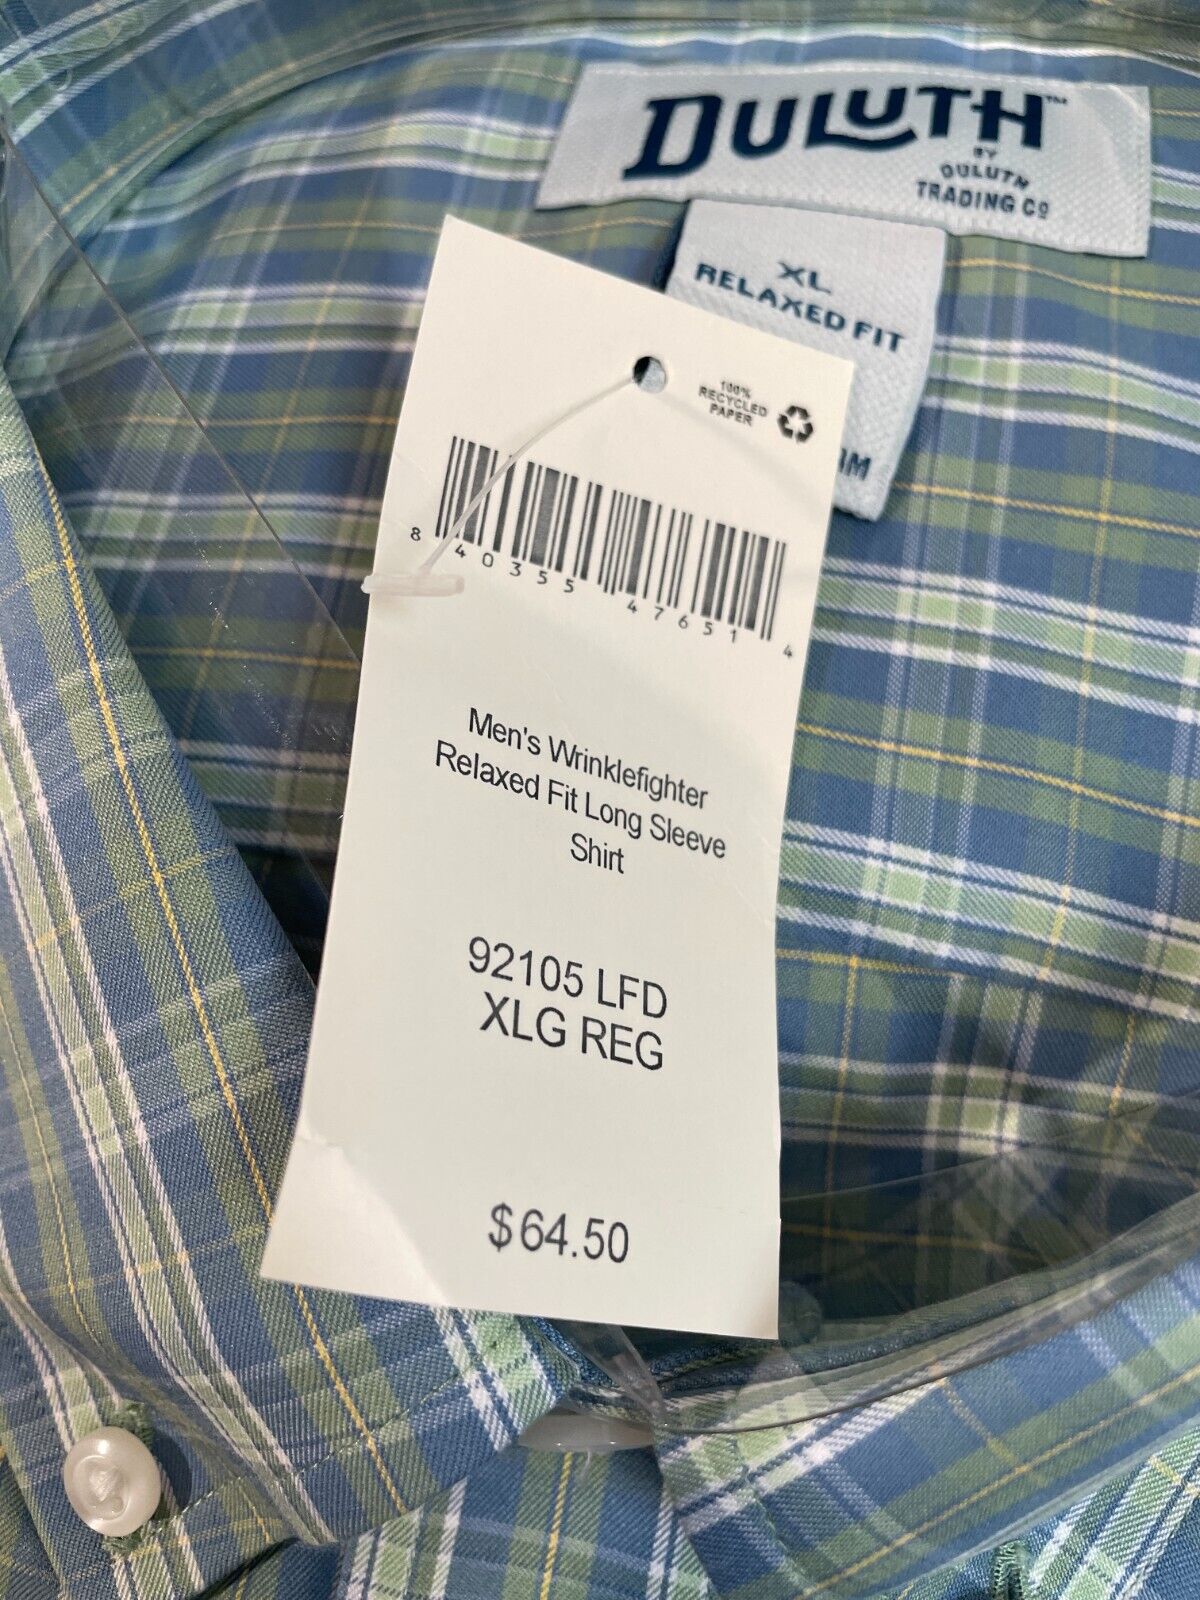 DULUTH™
BY
DULUTH
TRADING CO
XL
RELAXED FIT
100%
RECYCLED
PAPER
8 40355 47651 4
Men's Wrinklefighter
Relaxed Fit Long Sleeve
Shirt
92105 LFD
XLG REG
$64.50